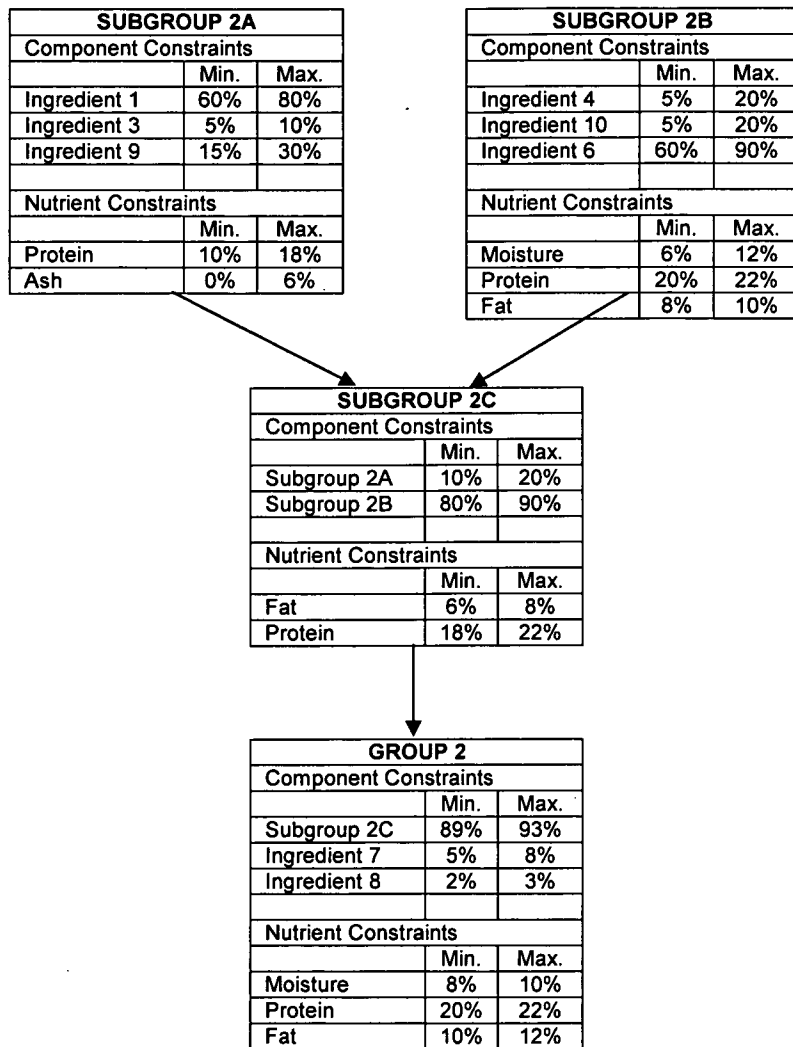 SUBGROUP 2A
Component Constraints
Min. Max.
Ingredient 1 60% 80%
Ingredient 3 5% 10%
Ingredient 9 15% 30%
Nutrient Constraints
Min. Max.
Protein 10% 18%
Ash 0% 6%
SUBGROUP 2B
Component Constraints
Min. Max.
Ingredient 4 5% 20%
Ingredient 10 5% 20%
Ingredient 6 60% 90%
Nutrient Constraints
Min. Max.
Moisture 6% 12%
Protein 20% 22%
Fat 8% 10%
SUBGROUP 2C
Component Constraints
Min. Max.
Subgroup 2A 10% 20%
Subgroup 2B 80% 90%
Nutrient Constraints
Min. Max.
Fat 6% 8%
Protein 18% 22%
GROUP 2
Component Constraints
Min. Max.
Subgroup 2C 89% 93%
Ingredient 7 5% 8%
Ingredient 8 2% 3%
Nutrient Constraints
Min. Max.
Moisture 8% 10%
Protein 20% 22%
Fat 10% 12%